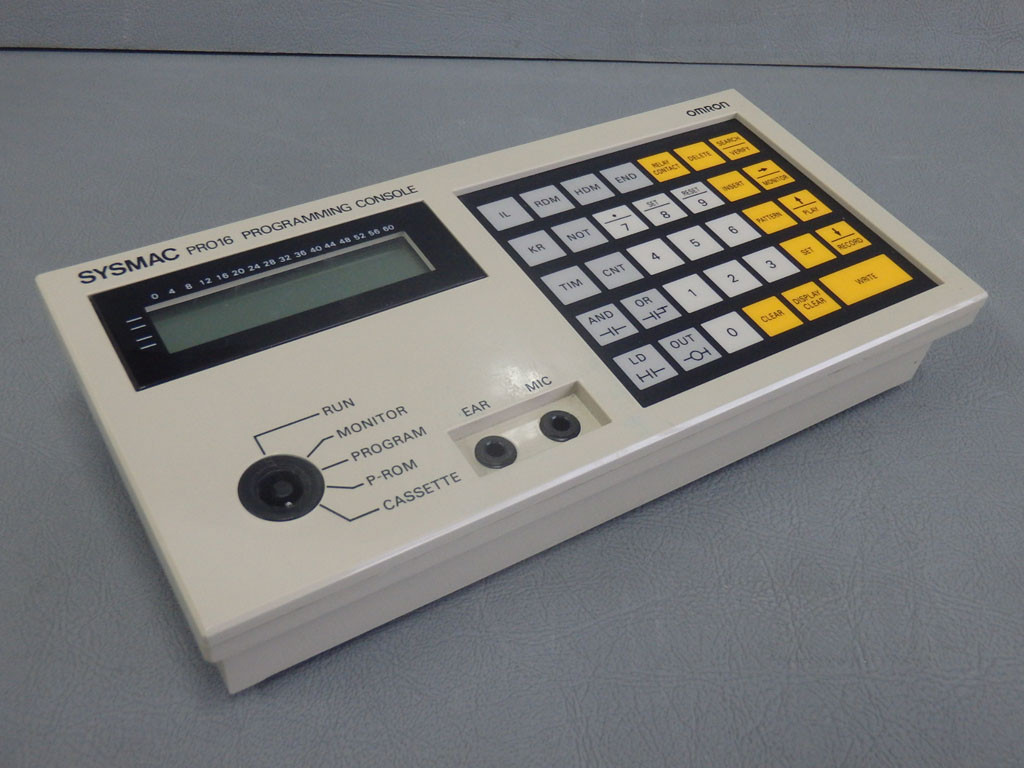 OMRON
SYSMAC PRO16 PROGRAMMING CONSOLE
0 4 8 12 16 20 24 28 32 36 40 44 48 52 56 60
RUN
MONITOR
PROGRAM
P-ROM
CASSETTE
EAR
MIC
IL RDM HDM END RELAY CONTACT DELETE SEARCH VERIFY
KR NOT * 7 SET 8 RESET 9 INSERT → MONITOR
TIM CNT 4 5 6 PATTERN ↑ PLAY
AND OR 1 2 3 SET ↓ RECORD
LD OUT 0 CLEAR DISPLAY CLEAR WRITE